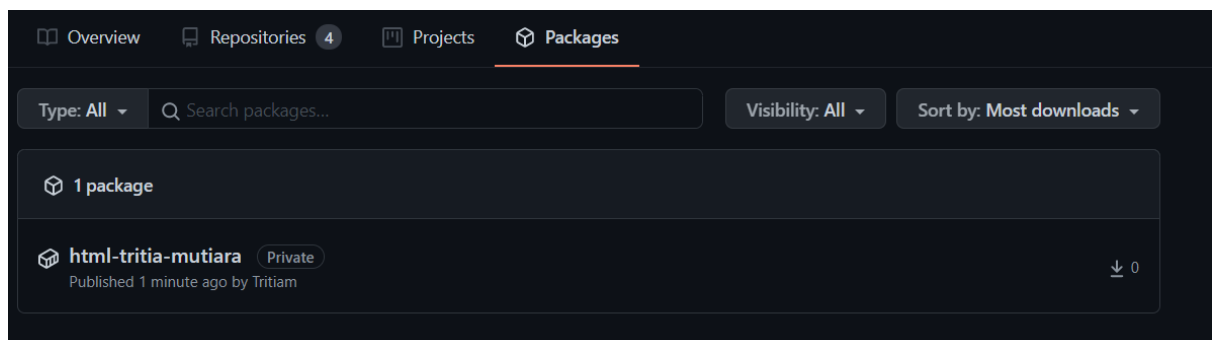 Overview Repositories 4 Projects Packages
Type: All Search packages... Visibility: All Sort by: Most downloads
1 package
html-tritia-mutiara Private
Published 1 minute ago by Tritiam
0